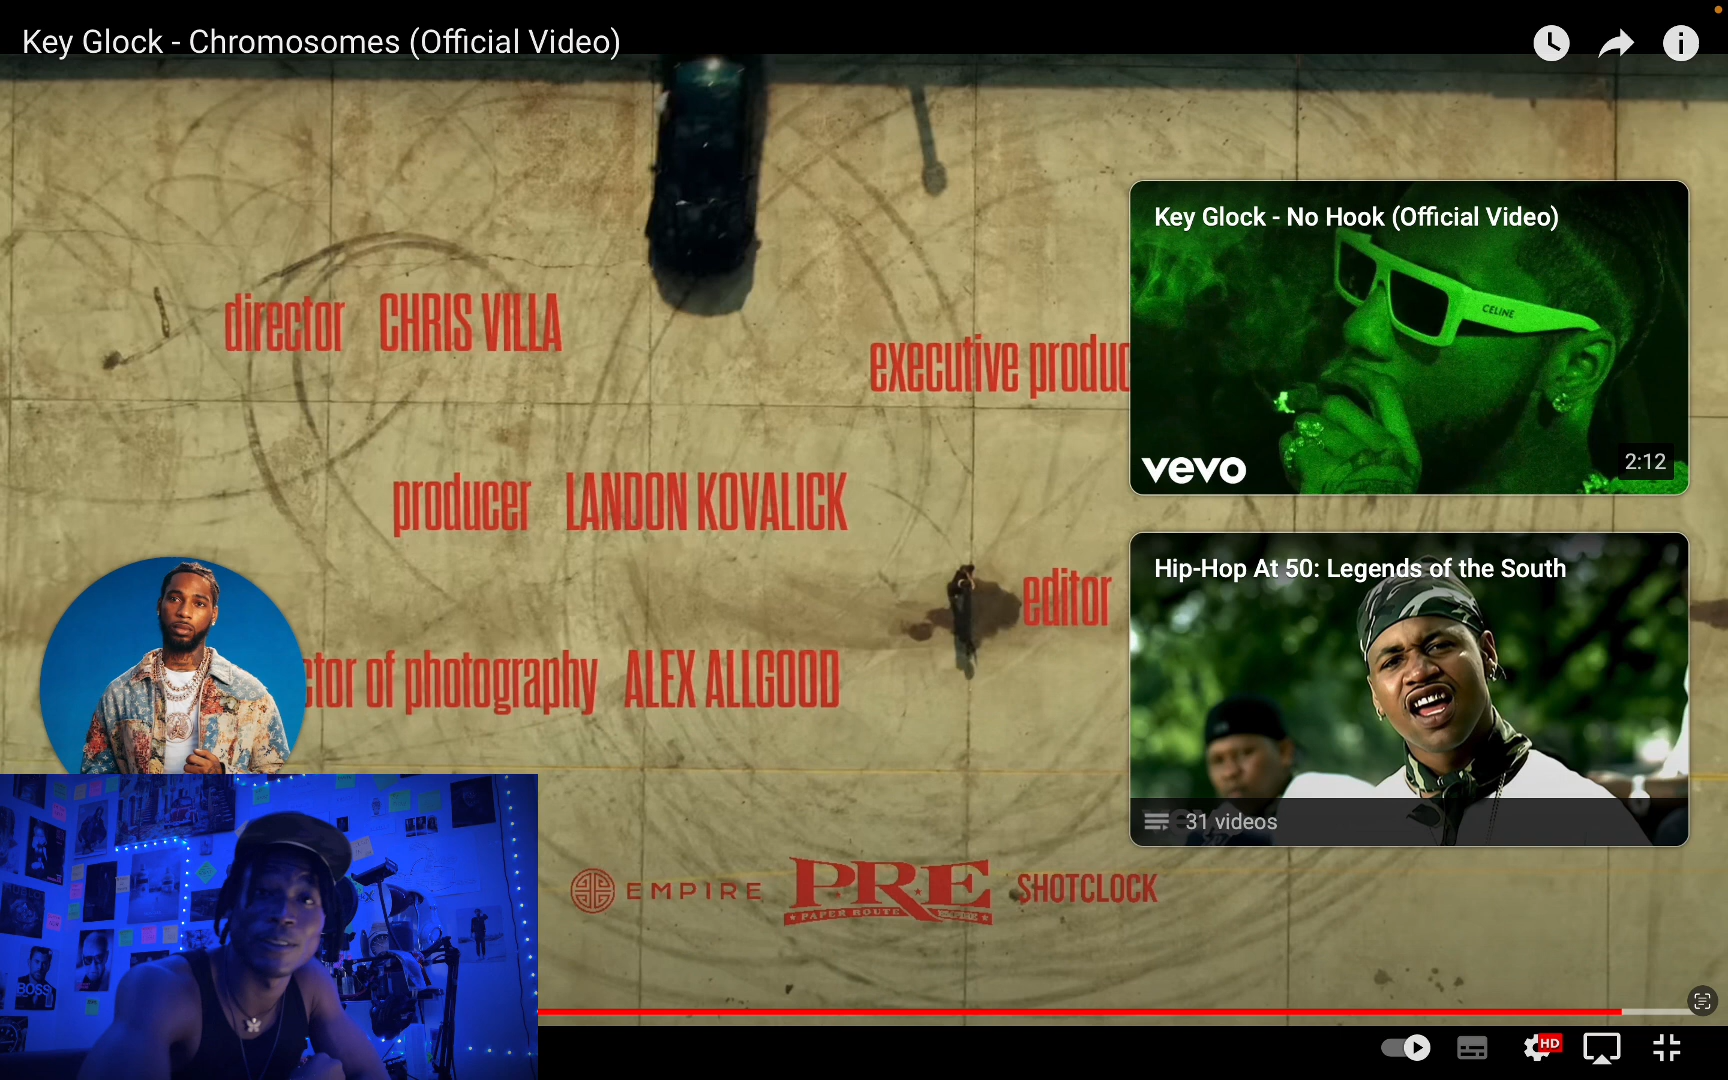 Key Glock - Chromosomes (Official Video)
Key Glock - No Hook (Official Video)
CELINE
vevo
2:12
director CHRIS VILLA
executive produc
producer LANDON KOVALICK
Hip-Hop At 50: Legends of the South
editor
ctor of photography ALEX ALLGOOD
31 videos
EMPIRE
PRE
PAPER ROUTE
SHOTCLOCK
BOSS
HD